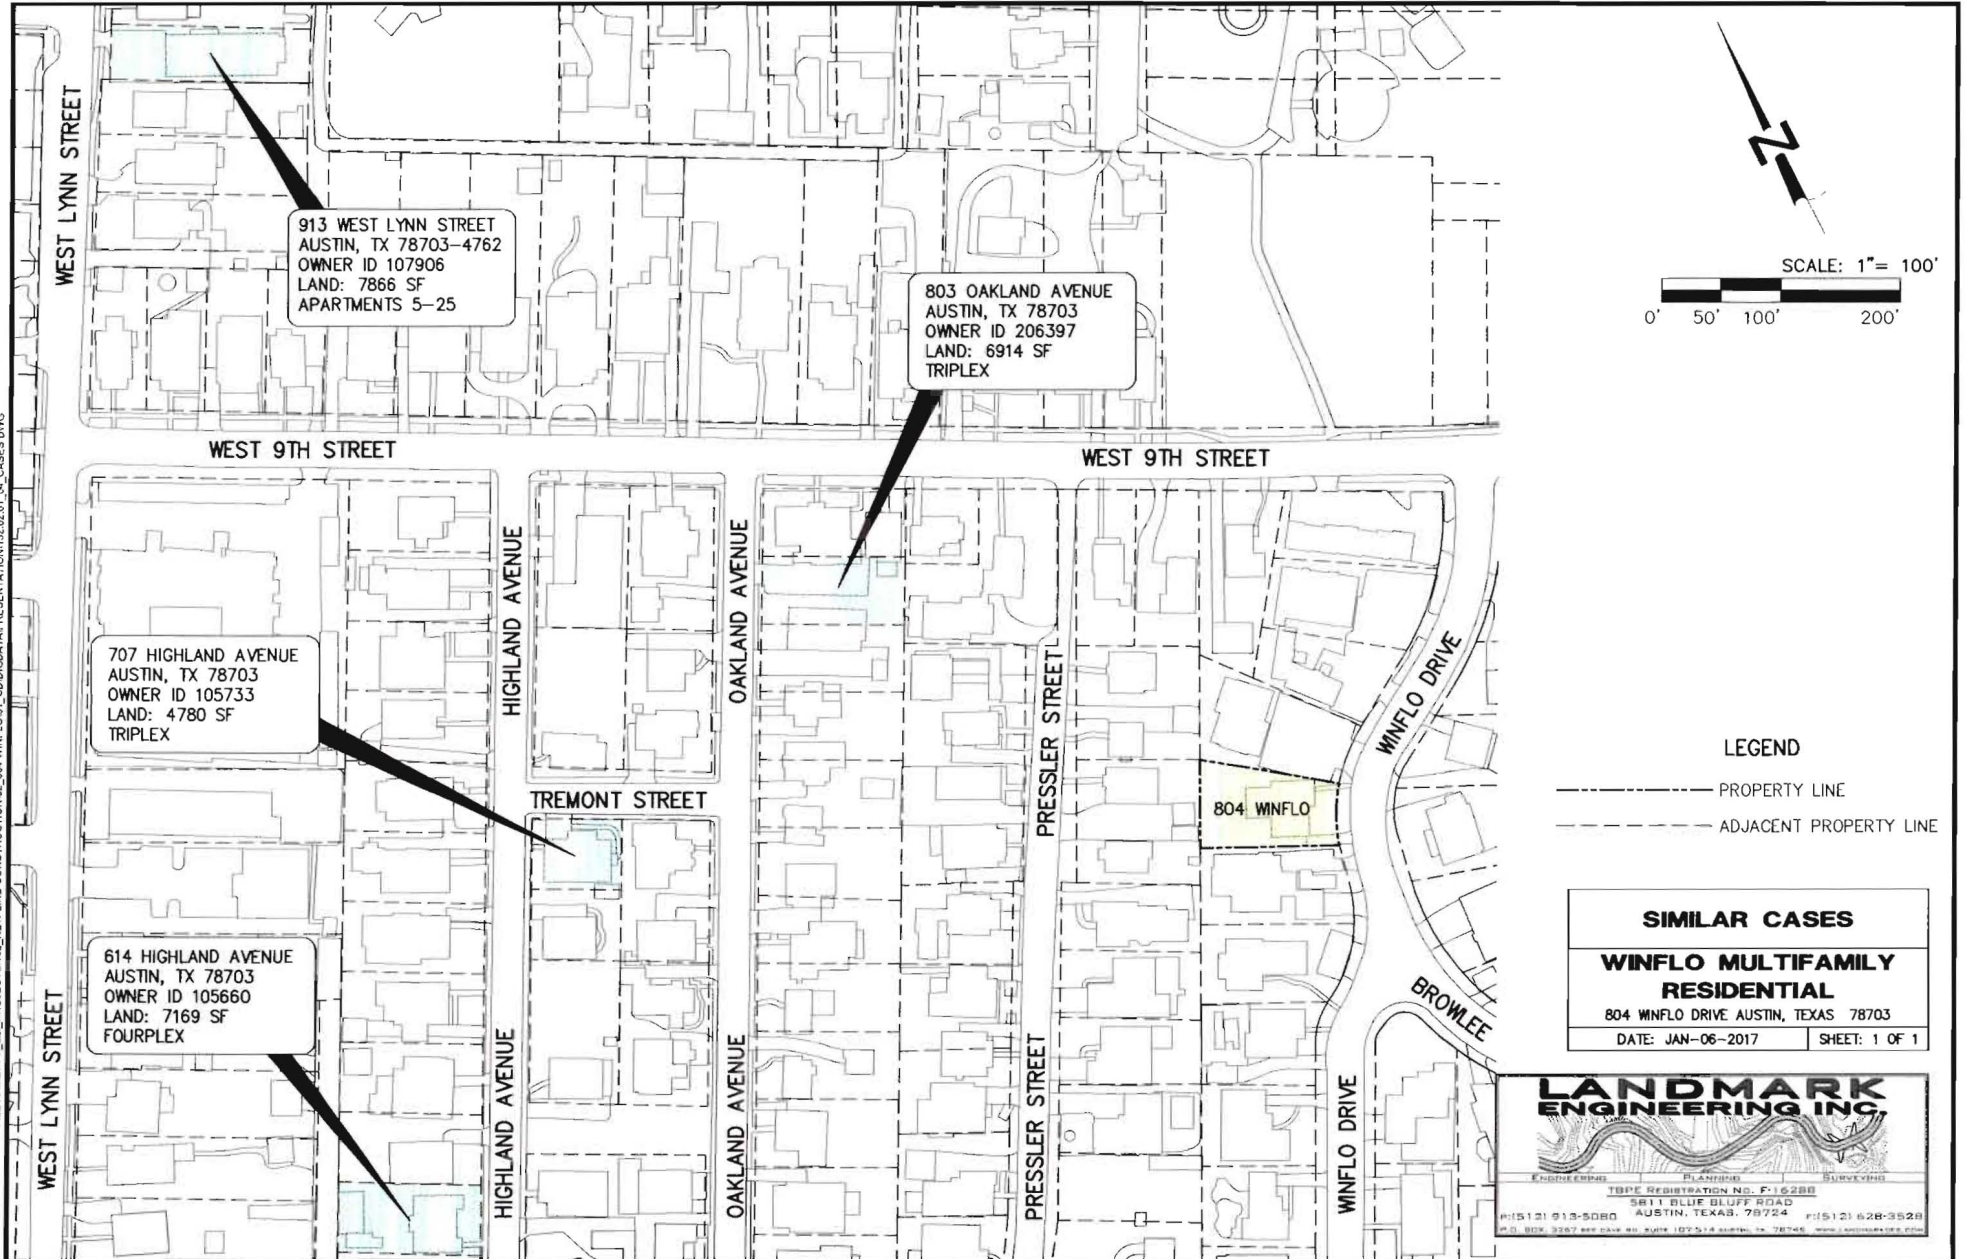 WEST LYNN STREET
913 WEST LYNN STREET
AUSTIN, TX 78703-4762
OWNER ID 107906
LAND: 7866 SF
APARTMENTS 5-25
803 OAKLAND AVENUE
AUSTIN, TX 78703
OWNER ID 206397
LAND: 6914 SF
TRIPLEX
N
SCALE: 1"= 100'
0' 50' 100' 200'
WEST 9TH STREET
WEST 9TH STREET
HIGHLAND AVENUE
OAKLAND AVENUE
PRESSLER STREET
WINFLO DRIVE
707 HIGHLAND AVENUE
AUSTIN, TX 78703
OWNER ID 105733
LAND: 4780 SF
TRIPLEX
TREMONT STREET
804 WINFLO
LEGEND
PROPERTY LINE
ADJACENT PROPERTY LINE
614 HIGHLAND AVENUE
AUSTIN, TX 78703
OWNER ID 105660
LAND: 7169 SF
FOURPLEX
WEST LYNN STREET
HIGHLAND AVENUE
OAKLAND AVENUE
PRESSLER STREET
WINFLO DRIVE
BROWLEE
SIMILAR CASES
WINFLO MULTIFAMILY
RESIDENTIAL
804 WINFLO DRIVE AUSTIN, TEXAS 78703
DATE: JAN-06-2017 SHEET: 1 OF 1
LANDMARK
ENGINEERING INC.
ENGINEERING PLANNING SURVEYING
TBPE REGISTRATION NO. F-16288
5811 BLUE BLUFF ROAD
AUSTIN, TEXAS, 78724
P:(512) 913-5080 F:(512) 628-3528